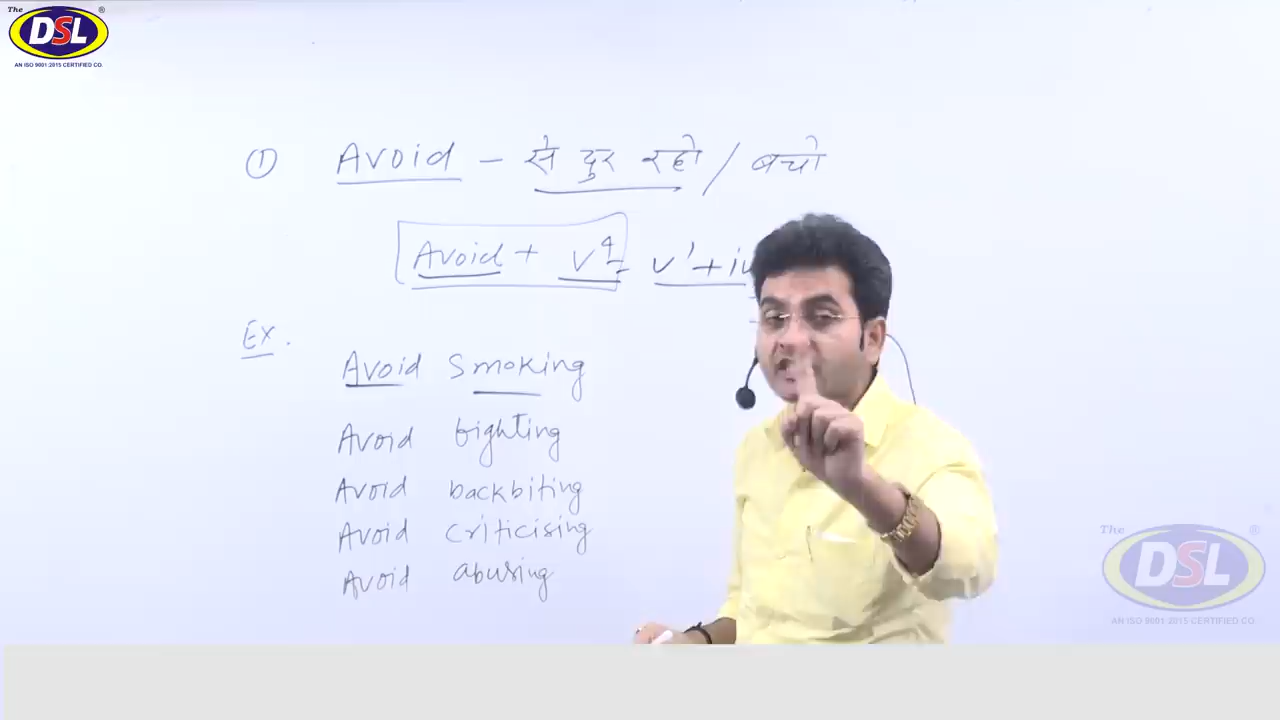 The DSL ®
AN ISO 9001:2015 CERTIFIED CO.
① Avoid – से दूर रहो / बचो
Avoid + v4 – v1 + i
EX.
Avoid smoking
Avoid fighting
Avoid backbiting
Avoid criticising
Avoid abusing
The DSL ®
AN ISO 9001:2015 CERTIFIED CO.